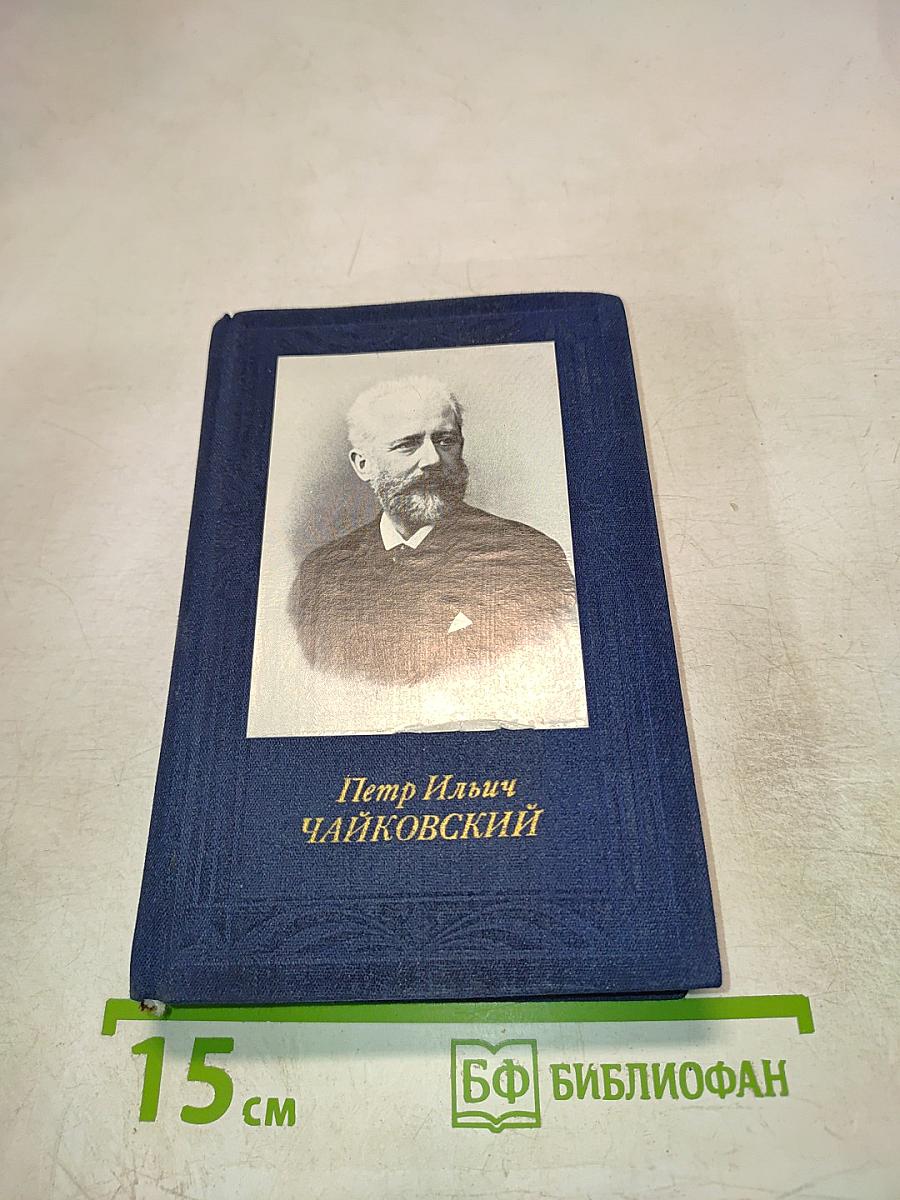 Петр Ильич
ЧАЙКОВСКИЙ
15 см
БФ БИБЛИОФАН